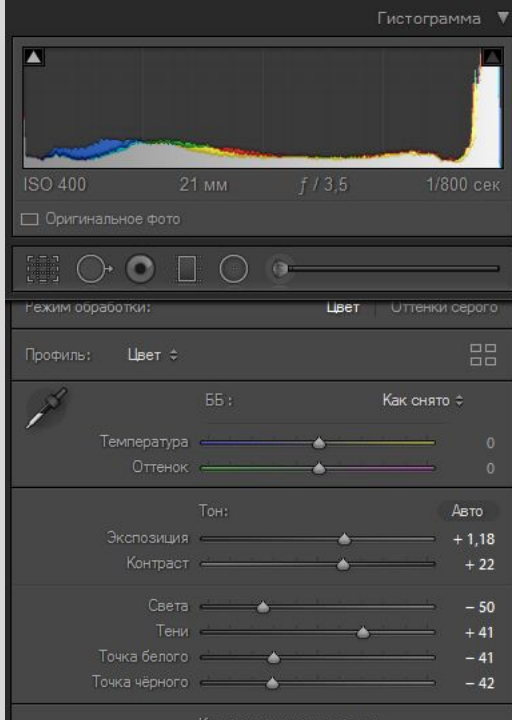 Гистограмма
ISO 400 21 мм ƒ / 3,5 1/800 сек
Оригинальное фото
Режим обработки: Цвет Оттенки серого
Профиль: Цвет
ББ : Как снято
Температура 0
Оттенок 0
Тон: Авто
Экспозиция + 1,18
Контраст + 22
Света – 50
Тени + 41
Точка белого – 41
Точка чёрного – 42